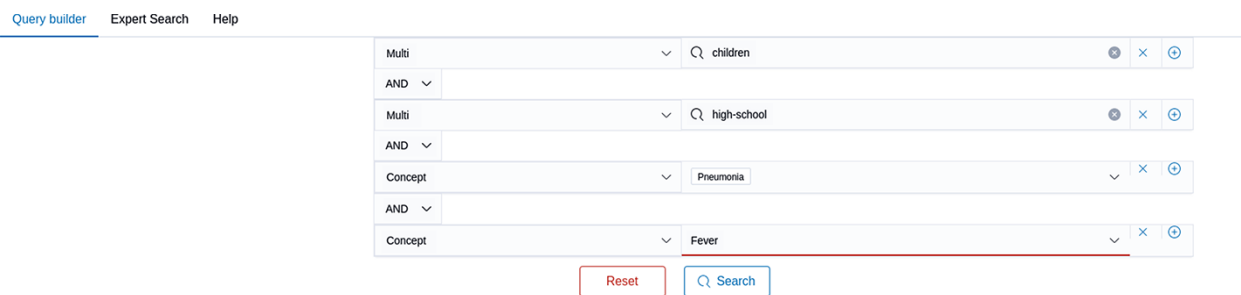 Query builder Expert Search Help
Multi children
AND
Multi high-school
AND
Concept Pneumonia
AND
Concept Fever
Reset Search